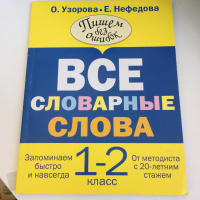 О. Узорова • Е. Нефедова
Пишем
без
ошибок
ВСЕ
СЛОВАРНЫЕ
СЛОВА
Запоминаем
быстро
и навсегда
1-2
класс
От методиста
с 20-летним
стажем